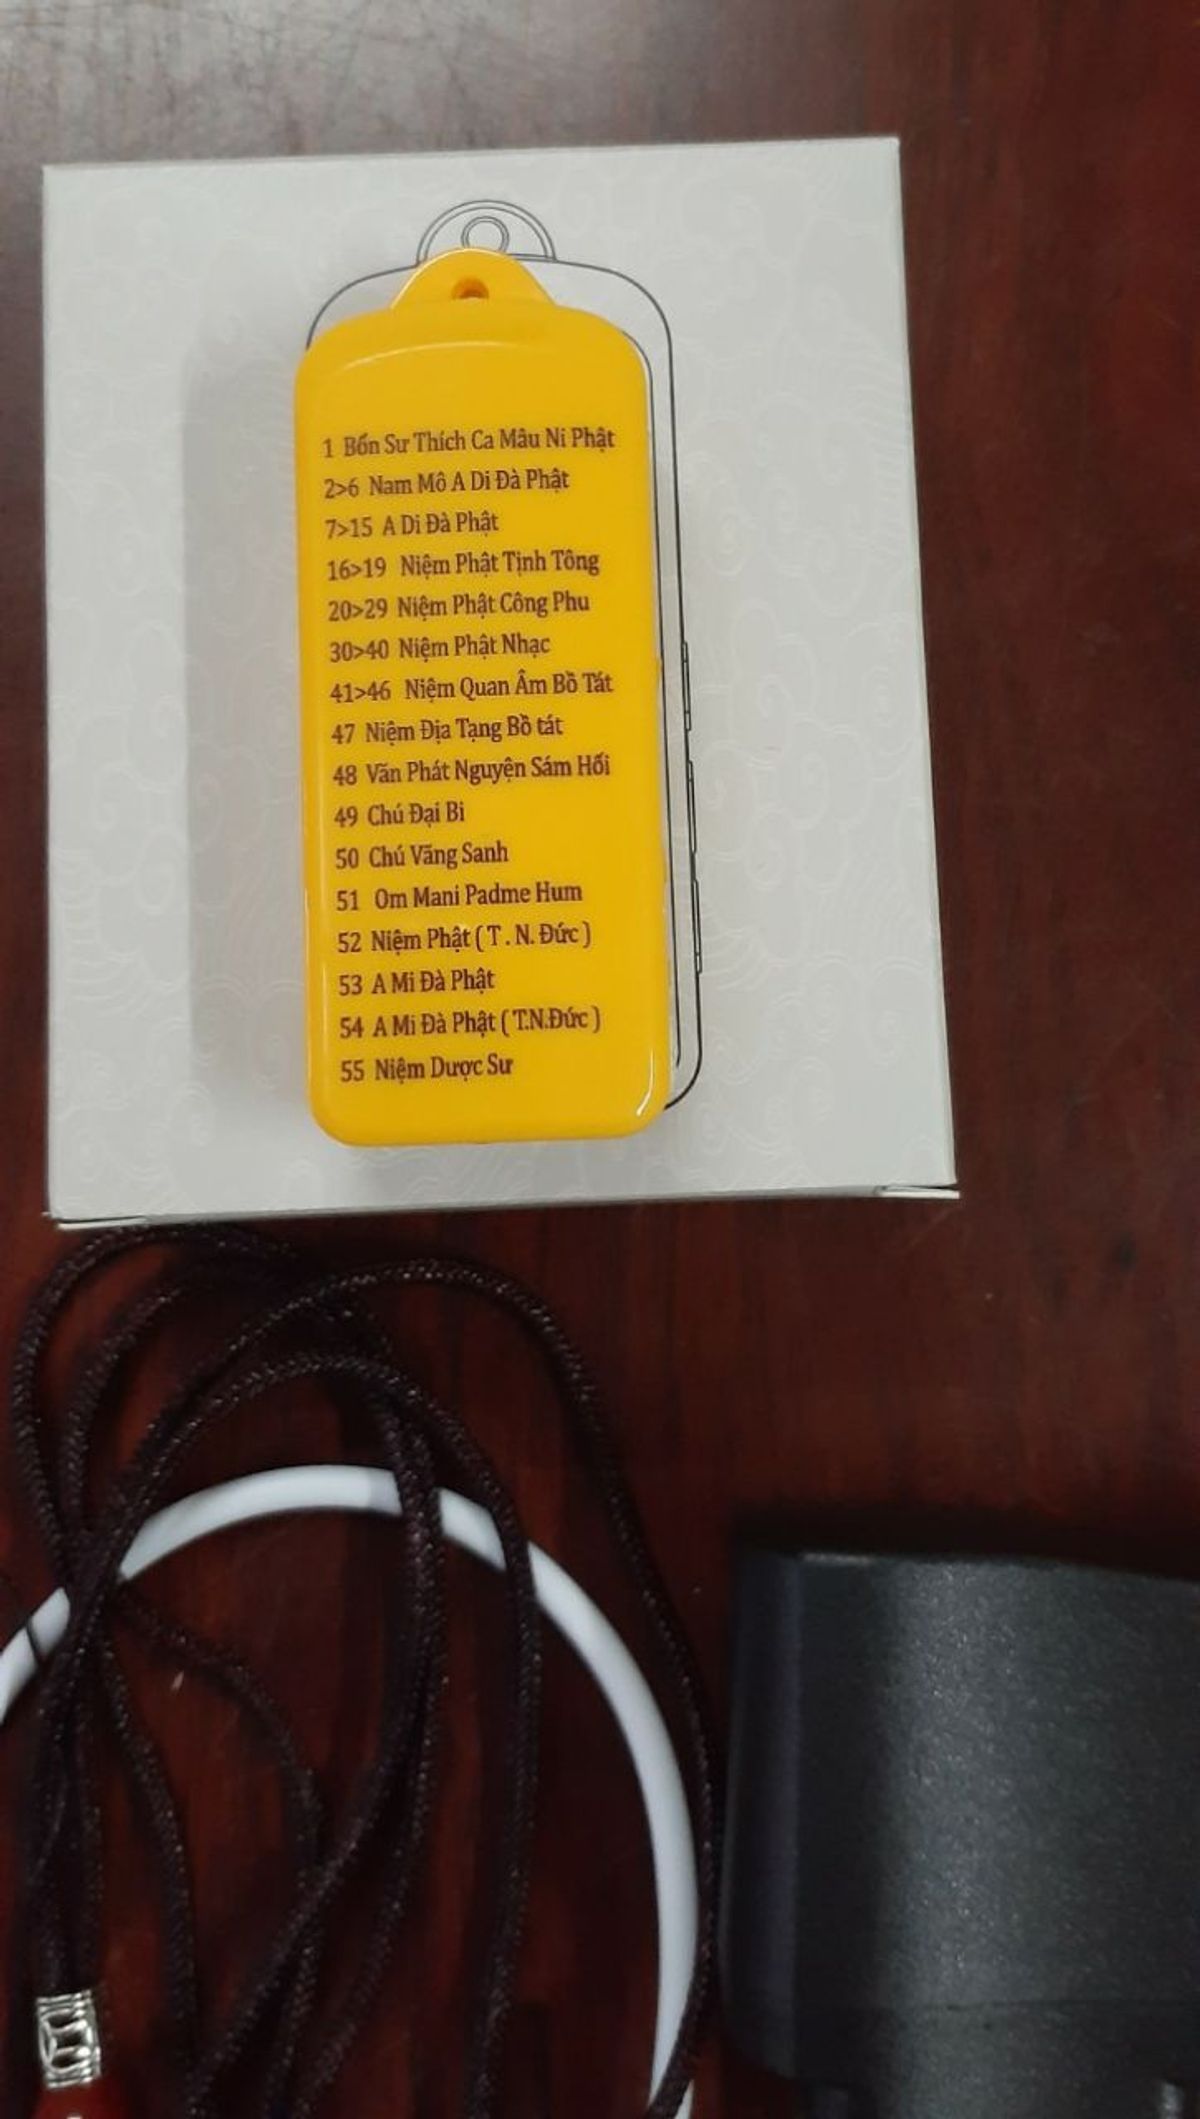 1 Bổn Sư Thích Ca Mâu Ni Phật
2>6 Nam Mô A Di Đà Phật
7>15 A Di Đà Phật
16>19 Niệm Phật Tịnh Tông
20>29 Niệm Phật Công Phu
30>40 Niệm Phật Nhạc
41>46 Niệm Quan Âm Bồ Tát
47 Niệm Địa Tạng Bồ tát
48 Văn Phát Nguyện Sám Hối
49 Chú Đại Bi
50 Chú Vãng Sanh
51 Om Mani Padme Hum
52 Niệm Phật ( T . N. Đức )
53 A Mi Đà Phật
54 A Mi Đà Phật ( T.N.Đức )
55 Niệm Dược Sư